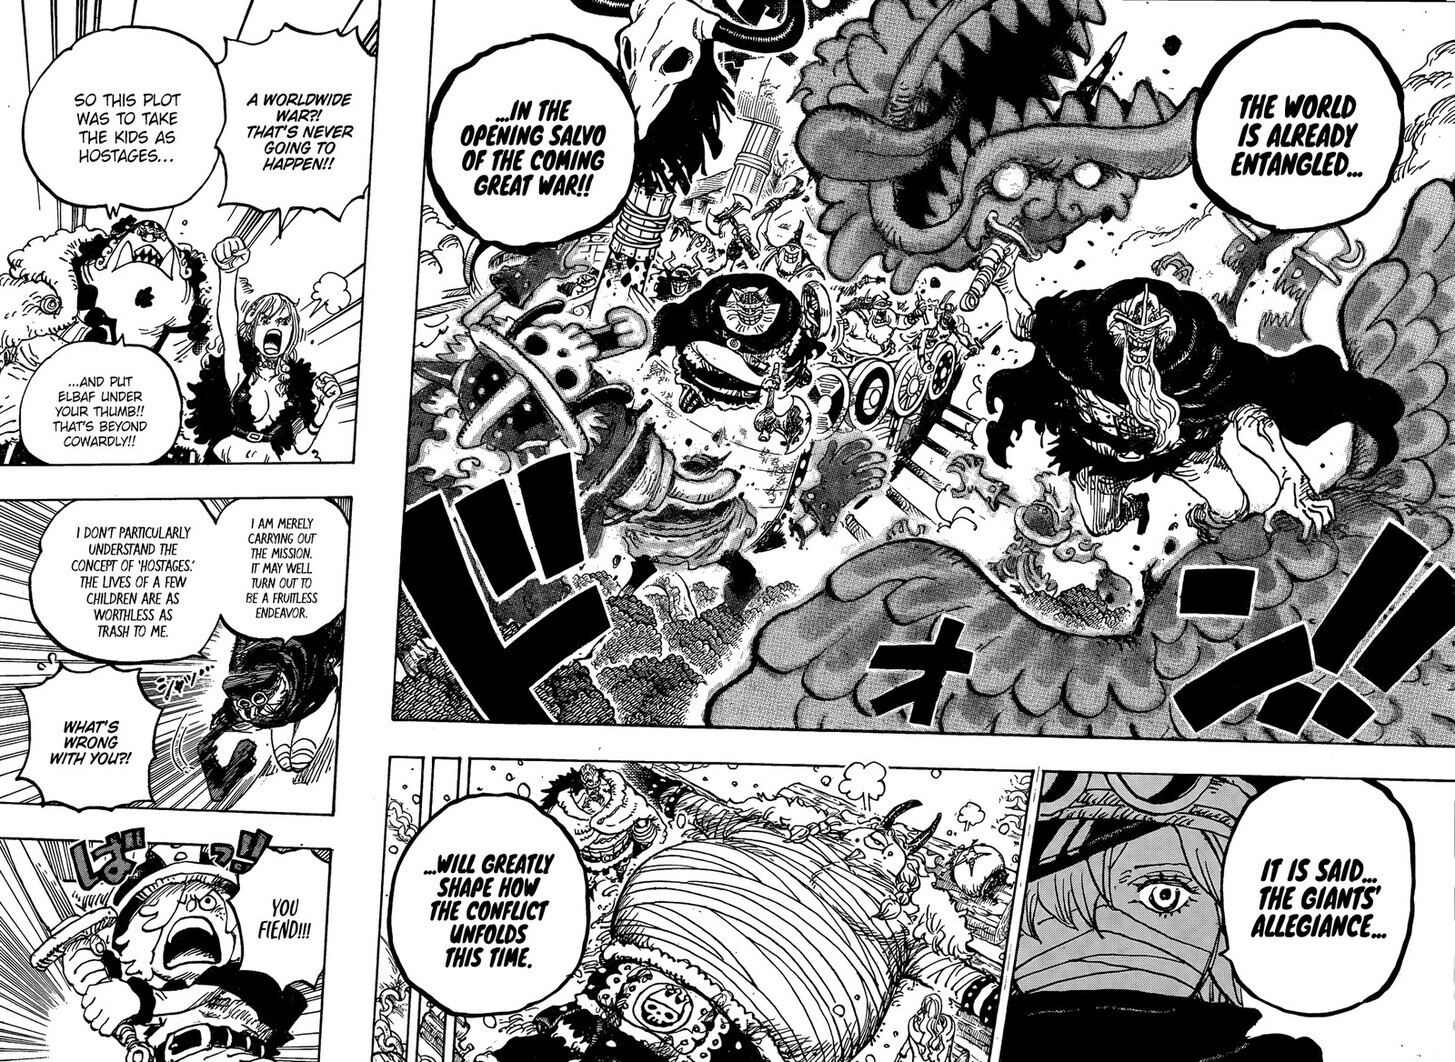 THE WORLD
IS ALREADY
ENTANGLED...
...IN THE
OPENING SALVO
OF THE COMING
GREAT WAR!!
ドォン!!
IT IS SAID...
THE GIANTS'
ALLEGIANCE...
...WILL GREATLY
SHAPE HOW
THE CONFLICT
UNFOLDS
THIS TIME.
A WORLDWIDE
WAR?!
THAT'S NEVER
GOING TO
HAPPEN!!
SO THIS PLOT
WAS TO TAKE
THE KIDS AS
HOSTAGES...
...AND PUT
ELBAF UNDER
YOUR THUMB!!
THAT'S BEYOND
COWARDLY!!
I AM MERELY
CARRYING OUT
THE MISSION.
IT MAY WELL
TURN OUT TO
BE A FRUITLESS
ENDEAVOR.
I DON'T PARTICULARLY
UNDERSTAND THE
CONCEPT OF 'HOSTAGES.'
THE LIVES OF A FEW
CHILDREN ARE AS
WORTHLESS AS
TRASH TO ME.
WHAT'S
WRONG
WITH YOU?!
YOU
FIEND!!!
ばっ!!